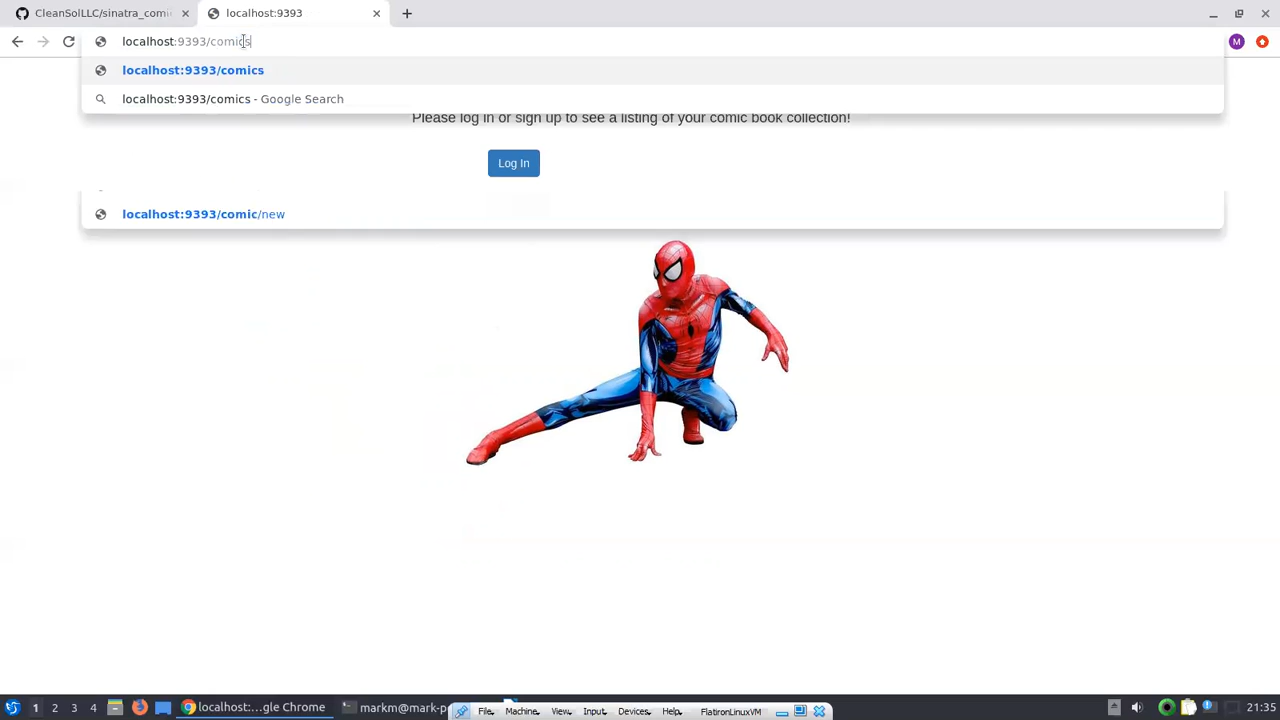 CleanSolLLC/sinatra_comi
localhost:9393
localhost:9393/comics
M
localhost:9393/comics
localhost:9393/comics - Google Search
Please log in or sign up to see a listing of your comic book collection!
Log In
localhost:9393/comic/new
1 2 3 4 localhost:...gle Chrome markm@mark-p File Machine View Input Devices Help FlatironLinuxVM 21:35